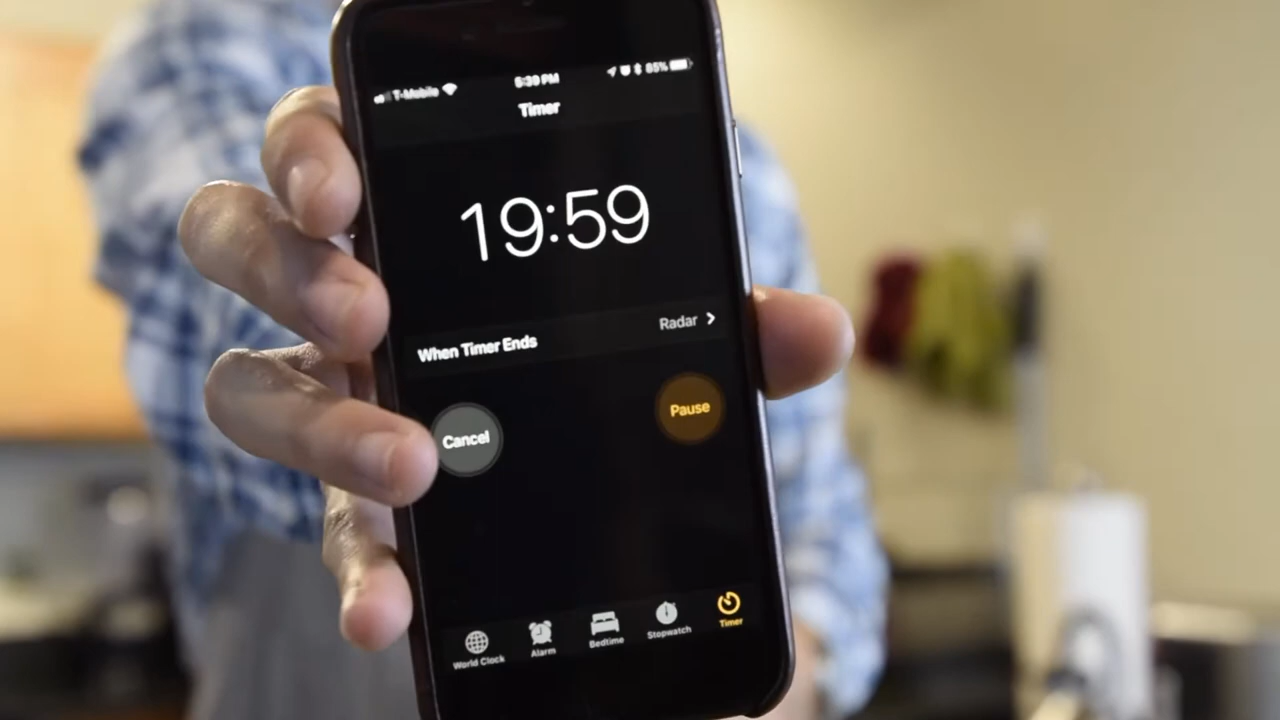 T-Mobile 5:39 PM 85%
Timer
19:59
When Timer Ends Radar
Cancel Pause
World Clock Alarm Bedtime Stopwatch Timer